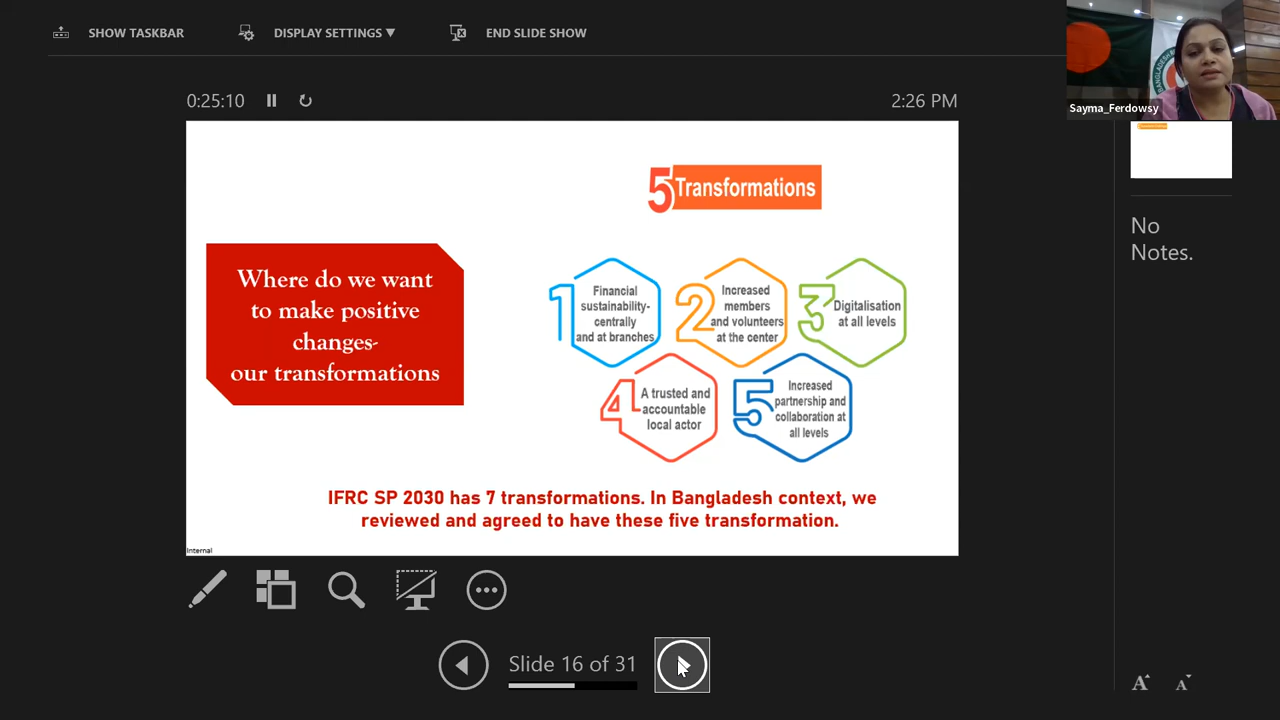 SHOW TASKBAR
DISPLAY SETTINGS ▼
END SLIDE SHOW
Sayma_Ferdowsy
0:25:10
2:26 PM
5 Transformations
Where do we want
to make positive
changes-
our transformations
1
Financial
sustainability-
centrally
and at branches
2
Increased
members
and volunteers
at the center
3
Digitalisation
at all levels
4
A trusted and
accountable
local actor
5
Increased
partnership and
collaboration at
all levels
IFRC SP 2030 has 7 transformations. In Bangladesh context, we
reviewed and agreed to have these five transformation.
Internal
No
Notes.
Slide 16 of 31
A A